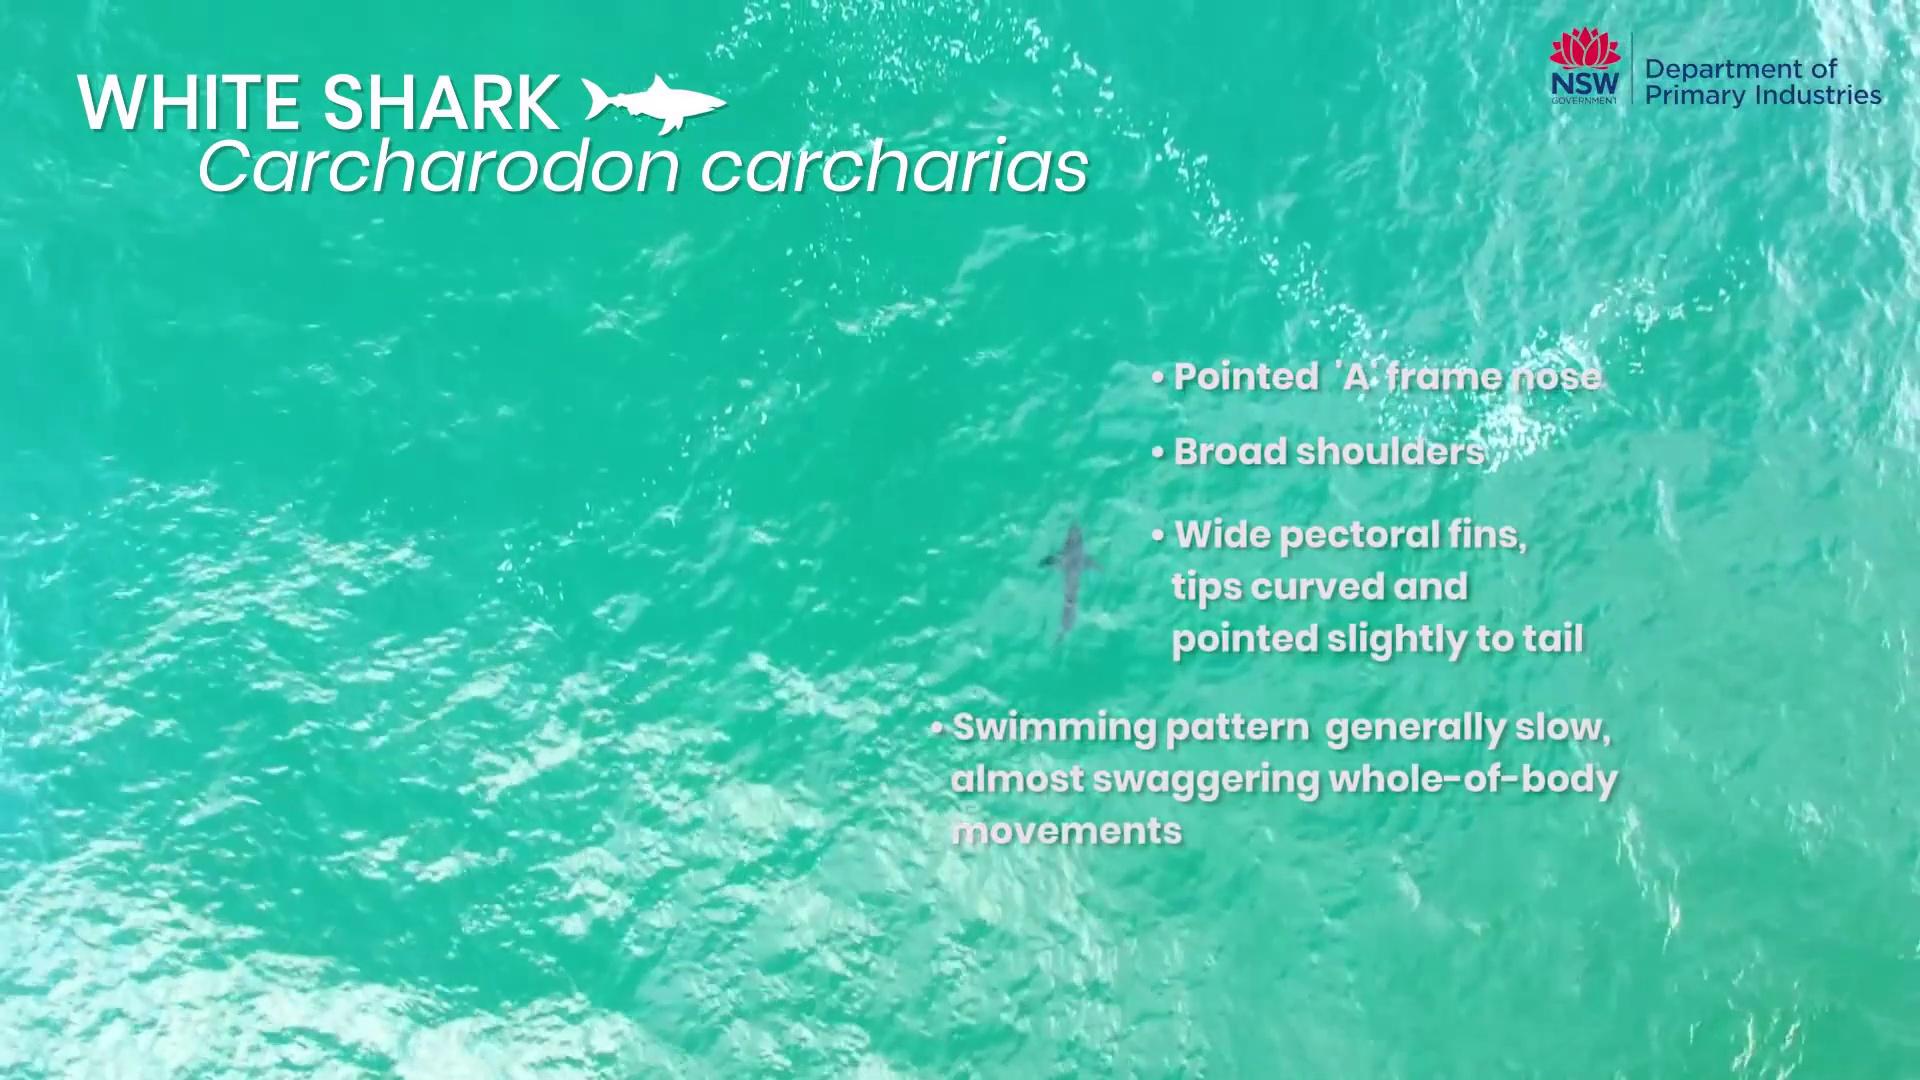 WHITE SHARK
Carcharodon carcharias
NSW
GOVERNMENT
Department of
Primary Industries
• Pointed 'A' frame nose
• Broad shoulders
• Wide pectoral fins,
tips curved and
pointed slightly to tail
• Swimming pattern generally slow,
almost swaggering whole-of-body
movements